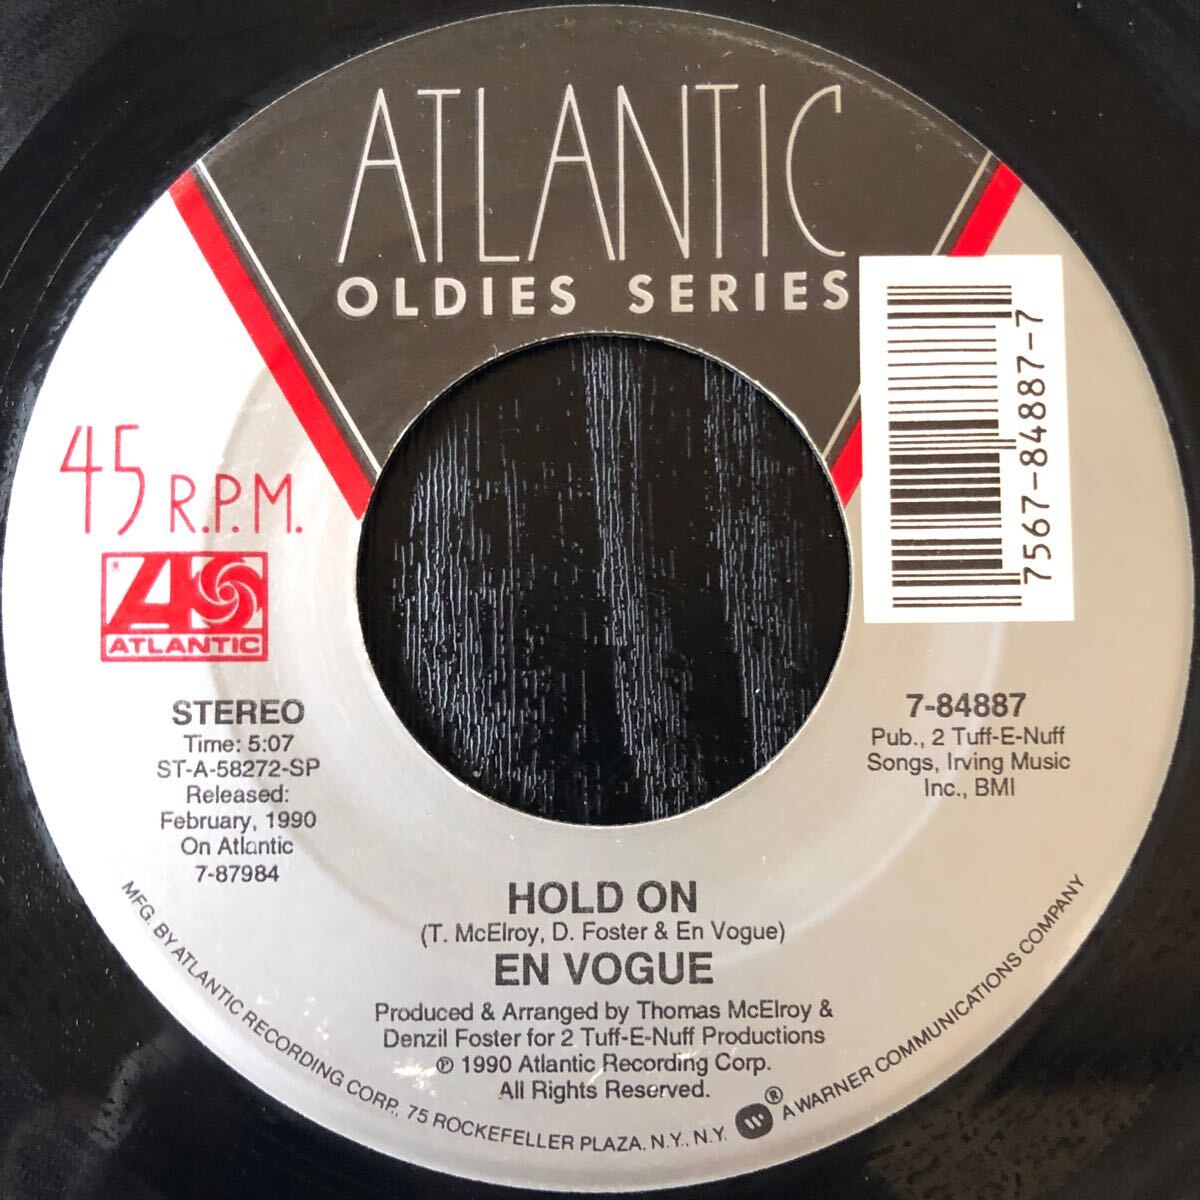 ATLANTIC
OLDIES SERIES
7567-84887-7
45 R.P.M.
®
ATLANTIC
STEREO
Time: 5:07
ST-A-58272-SP
Released:
February, 1990
On Atlantic
7-87984
7-84887
Pub., 2 Tuff-E-Nuff
Songs, Irving Music
Inc., BMI
HOLD ON
(T. McElroy, D. Foster & En Vogue)
EN VOGUE
Produced & Arranged by Thomas McElroy &
Denzil Foster for 2 Tuff-E-Nuff Productions
℗ 1990 Atlantic Recording Corp.
All Rights Reserved.
MFG. BY ATLANTIC RECORDING CORP., 75 ROCKEFELLER PLAZA, N.Y., N.Y. ® A WARNER COMMUNICATIONS COMPANY